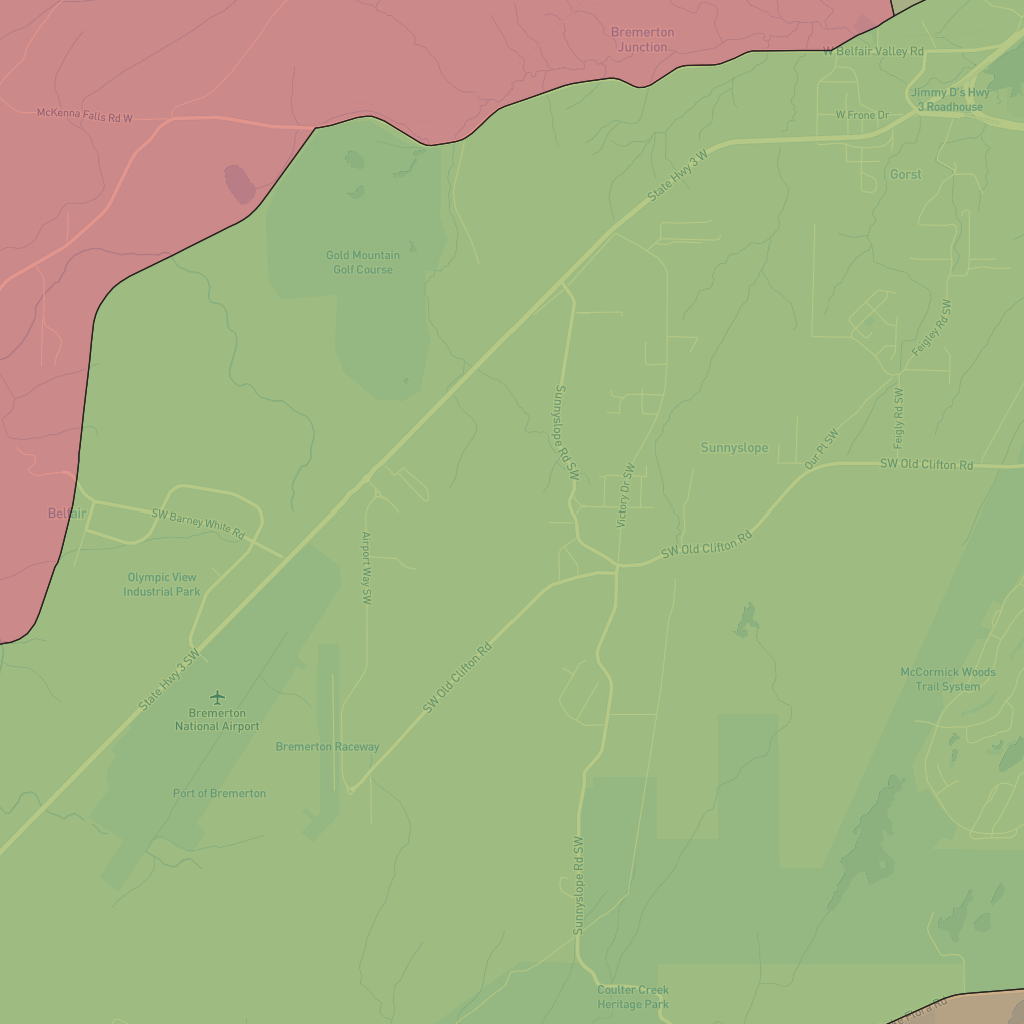 Bremerton
Junction
W Belfair Valley Rd
Jimmy D's Hwy
3 Roadhouse
McKenna Falls Rd W
W Frone Dr
State Hwy 3 W
Gorst
Gold Mountain
Golf Course
Feigley Rd SW
Sunnyslope Rd SW
Feigly Rd SW
Sunnyslope
Our Pl SW
SW Old Clifton Rd
Victory Dr SW
Belfair
SW Barney White Rd
SW Old Clifton Rd
Airport Way SW
Olympic View
Industrial Park
State Hwy 3 SW
SW Old Clifton Rd
McCormick Woods
Trail System
Bremerton
National Airport
Bremerton Raceway
Port of Bremerton
Sunnyslope Rd SW
Coulter Creek
Heritage Park
Flora Rd